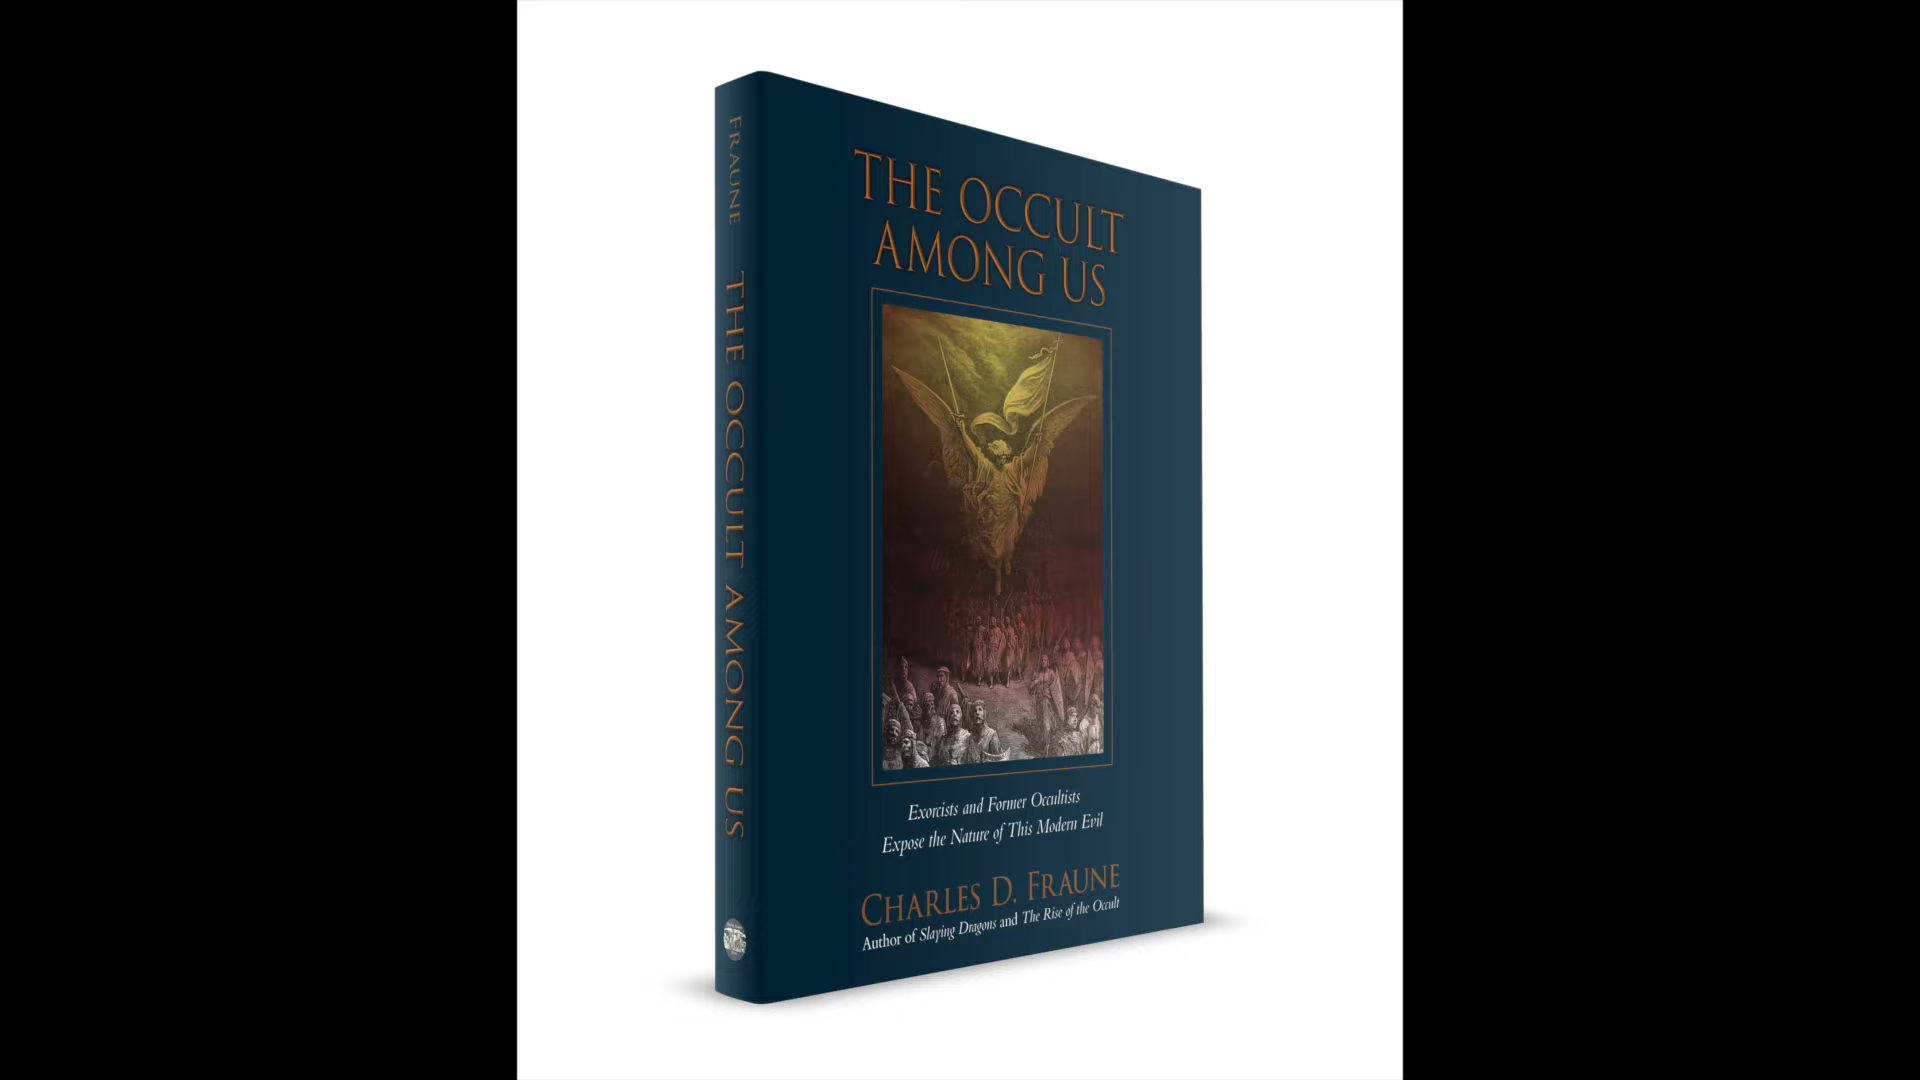 FRAUNE
THE OCCULT AMONG US
THE OCCULT
AMONG US
Exorcists and Former Occultists
Expose the Nature of This Modern Evil
CHARLES D. FRAUNE
Author of Slaying Dragons and The Rise of the Occult